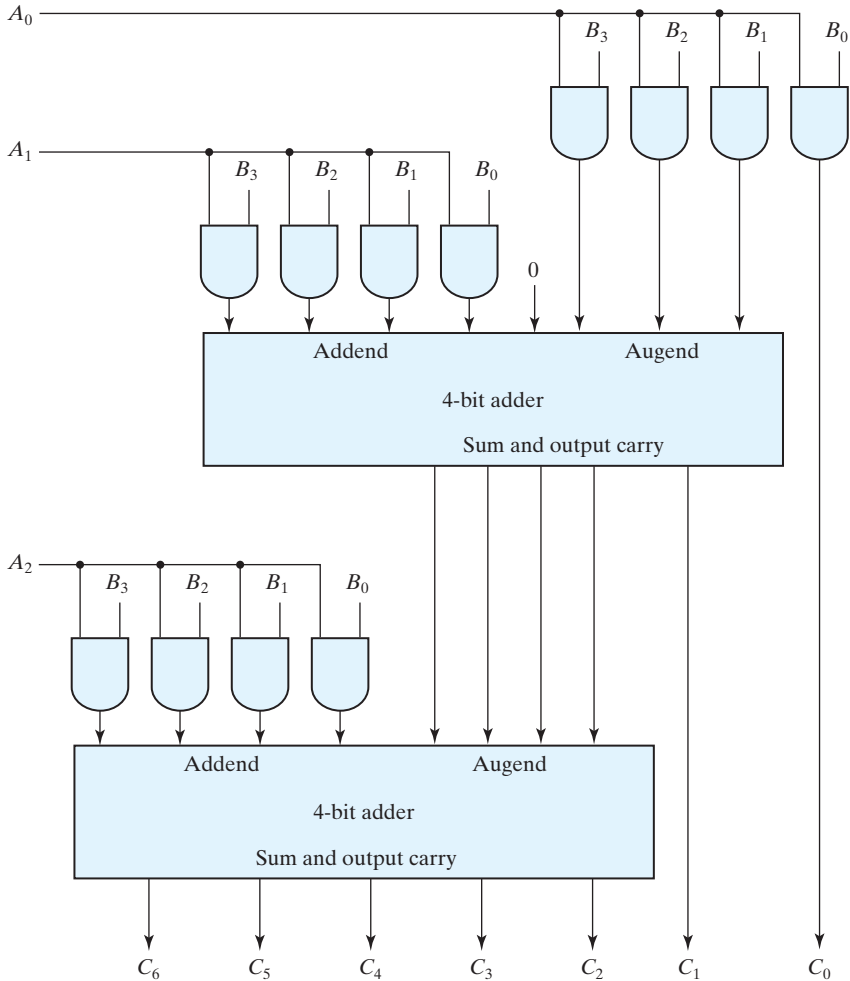 A₀
B₃ B₂ B₁ B₀
A₁
B₃ B₂ B₁ B₀
0
Addend Augend
4-bit adder
Sum and output carry
A₂
B₃ B₂ B₁ B₀
Addend Augend
4-bit adder
Sum and output carry
C₆ C₅ C₄ C₃ C₂ C₁ C₀